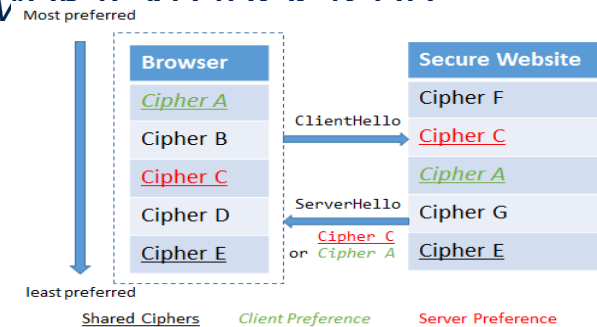 Most preferred
Browser
Secure Website
Cipher A
Cipher F
Cipher B
ClientHello
Cipher C
Cipher C
Cipher A
Cipher D
ServerHello
Cipher G
Cipher C
Cipher E
or Cipher A
Cipher E
least preferred
Shared Ciphers Client Preference Server Preference